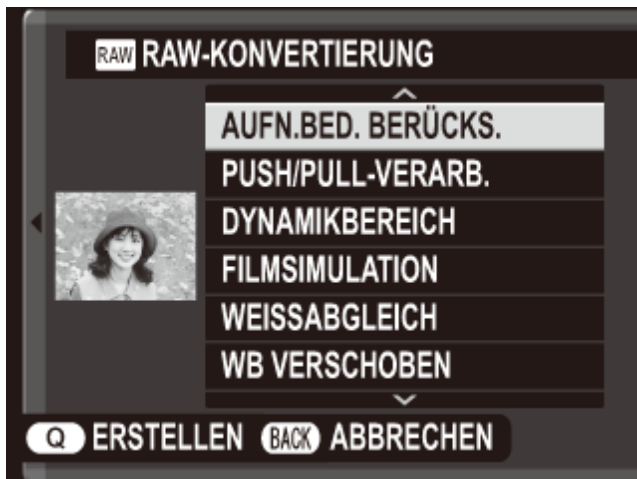 RAW RAW-KONVERTIERUNG
AUFN.BED. BERÜCKS.
PUSH/PULL-VERARB.
DYNAMIKBEREICH
FILMSIMULATION
WEISSABGLEICH
WB VERSCHOBEN
Q ERSTELLEN BACK ABBRECHEN